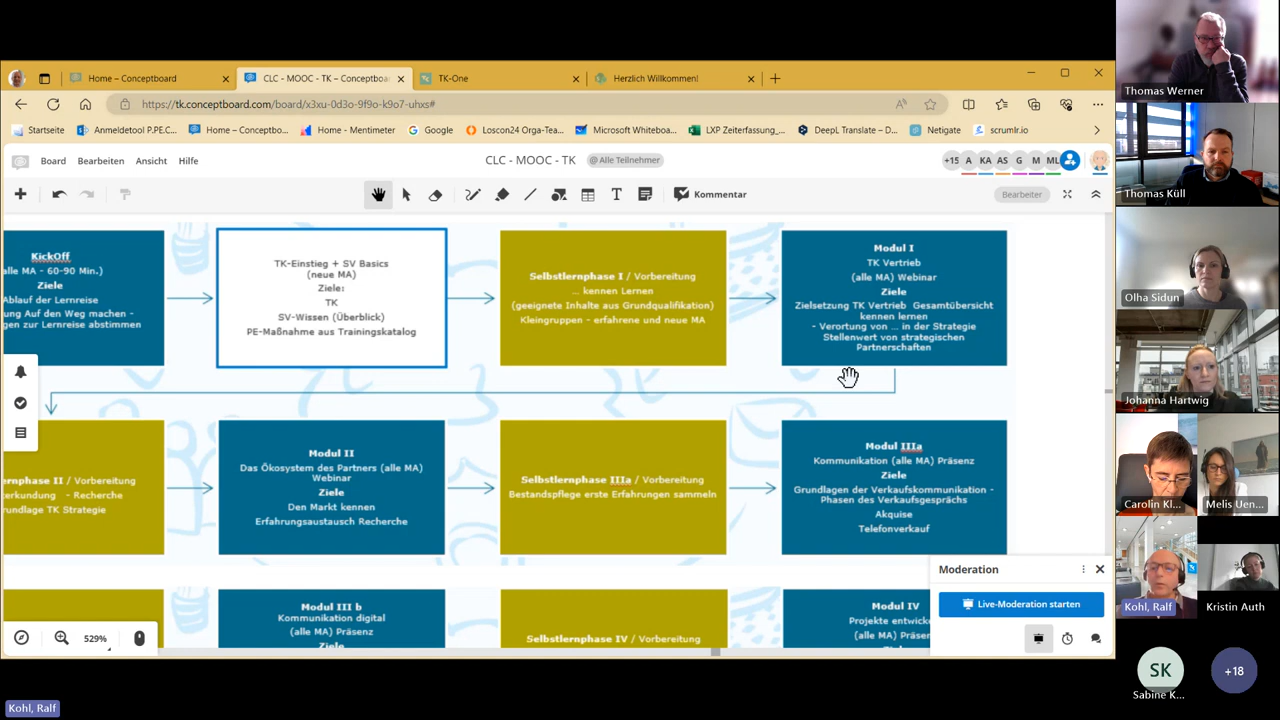 Home – Conceptboard
CLC - MOOC - TK – Conceptboa
TK-One
Herzlich Willkommen!
https://tk.conceptboard.com/board/x3xu-0d3o-9f9o-k9o7-uhxs#
Startseite
Anmeldetool P.PE.C...
Home – Conceptbo...
Home - Mentimeter
Google
Loscon24 Orga-Tea...
Microsoft Whiteboa...
LXP Zeiterfassung_...
DeepL Translate – D...
Netigate
scrumlr.io
Board
Bearbeiten
Ansicht
Hilfe
CLC - MOOC - TK
@ Alle Teilnehmer
+15 A KA AS G M ML
Kommentar
Bearbeiter
KickOff
alle MA - 60-90 Min.)
Ziele
Ablauf der Lernreise
ung Auf den Weg machen -
gen zur Lernreise abstimmen
TK-Einstieg + SV Basics
(neue MA)
Ziele:
TK
SV-Wissen (Überblick)
PE-Maßnahme aus Trainingskatalog
Selbstlernphase I / Vorbereitung
... kennen Lernen
(geeignete Inhalte aus Grundqualifikation)
Kleingruppen - erfahrene und neue MA
Modul I
TK Vertrieb
(alle MA) Webinar
Ziele
Zielsetzung TK Vertrieb Gesamtübersicht
kennen lernen
- Verortung von ... in der Strategie
Stellenwert von strategischen
Partnerschaften
ernphase II / Vorbereitung
erkundung - Recherche
rundlage TK Strategie
Modul II
Das Ökosystem des Partners (alle MA)
Webinar
Ziele
Den Markt kennen
Erfahrungsaustausch Recherche
Selbstlernphase IIIa / Vorbereitung
Bestandspflege erste Erfahrungen sammeln
Modul IIIa
Kommunikation (alle MA) Präsenz
Ziele
Grundlagen der Verkaufskommunikation -
Phasen des Verkaufsgesprächs
Akquise
Telefonverkauf
Modul III b
Kommunikation digital
(alle MA) Präsenz
Ziele
Selbstlernphase IV / Vorbereitung
Modul IV
Projekte entwicke
(alle MA) Präsen
Moderation
Live-Moderation starten
529%
Thomas Werner
Thomas Küll
Olha Sidun
Johanna Hartwig
Carolin Kl...
Melis Uen...
Kohl, Ralf
Kristin Auth
SK
Sabine K...
+18
Kohl, Ralf